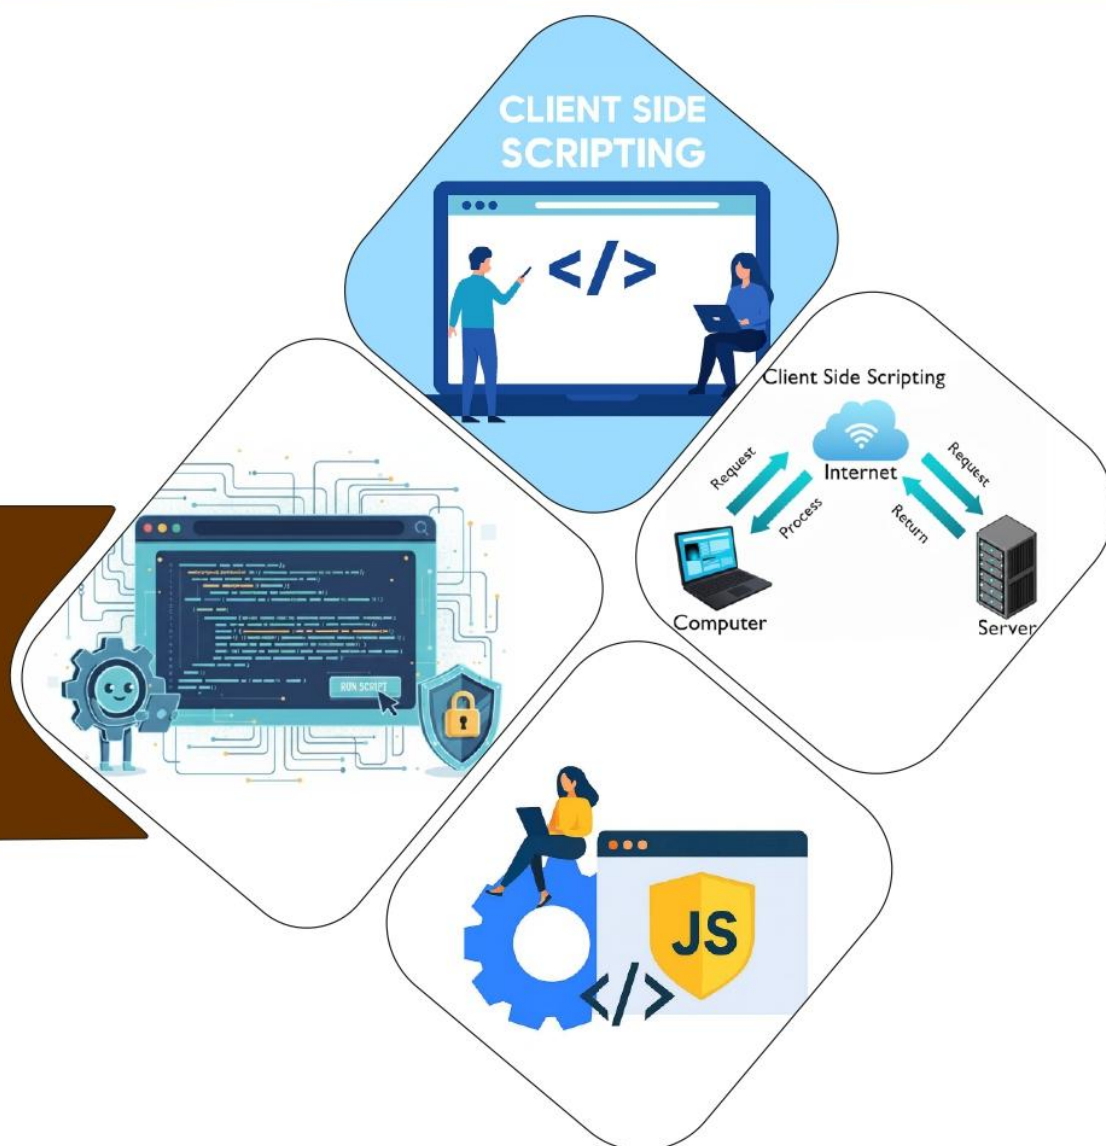 CLIENT SIDE
SCRIPTING
</>
Client Side Scripting
Request
Process
Internet
Request
Return
Computer
Server
RUN SCRIPT
JS
</>